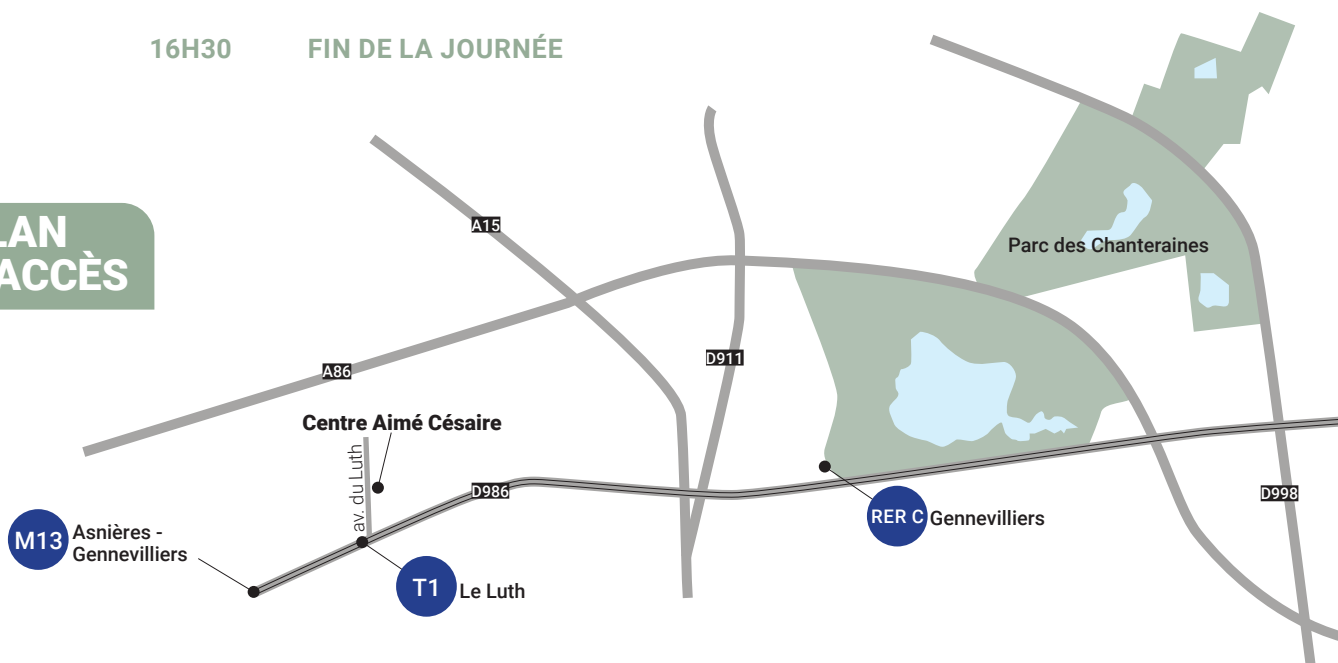 16H30 FIN DE LA JOURNÉE
LAN
ACCÈS
A15
Parc des Chanteraines
D911
A86
Centre Aimé Césaire
av. du Luth
D986
D998
RER C Gennevilliers
M13 Asnières -
Gennevilliers
T1 Le Luth